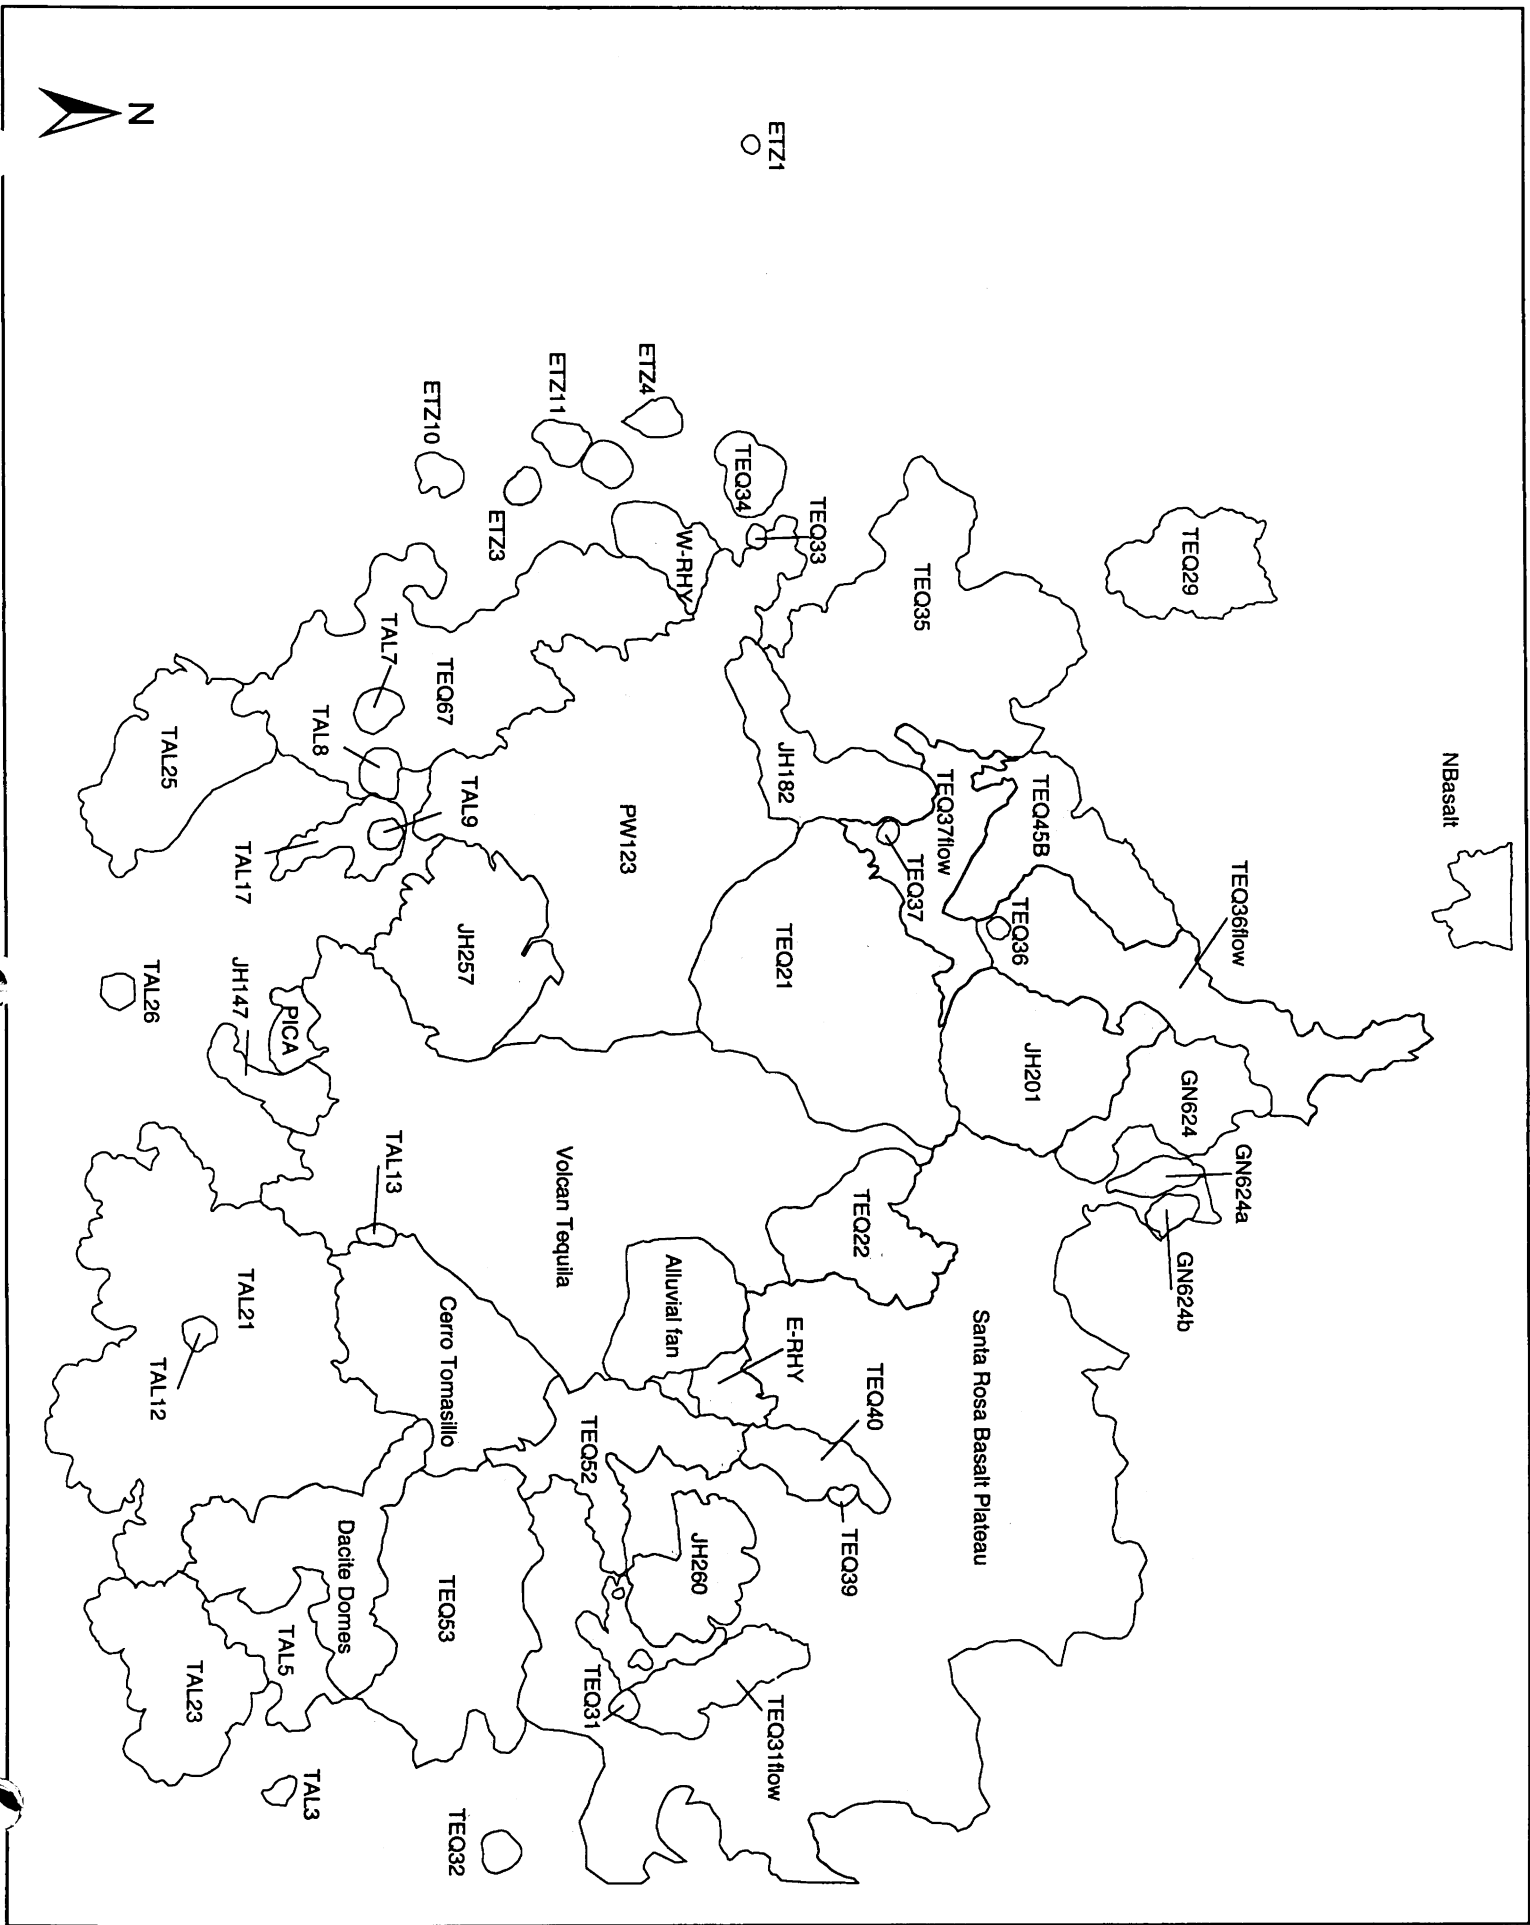 N
NBasalt
TEQ29
TEQ36flow
GN624a
GN624
GN624b
TEQ45B
TEQ36
JH201
TEQ35
TEQ37flow
TEQ37
Santa Rosa Basalt Plateau
ETZ1
TEQ33
TEQ34
JH182
TEQ21
TEQ22
E-RHY
TEQ40
TEQ39
ETZ4
W-RHY
PW123
Alluvial fan
JH260
TEQ31flow
ETZ11
Volcan Tequila
TEQ52
TEQ31
ETZ3
ETZ10
TEQ67
TAL9
JH257
Cerro Tomasillo
TEQ53
TEQ32
TAL7
TAL8
TAL13
Dacite Domes
TAL17
JH147
PICA
TAL21
TAL5
TAL3
TAL25
TAL26
TAL12
TAL23